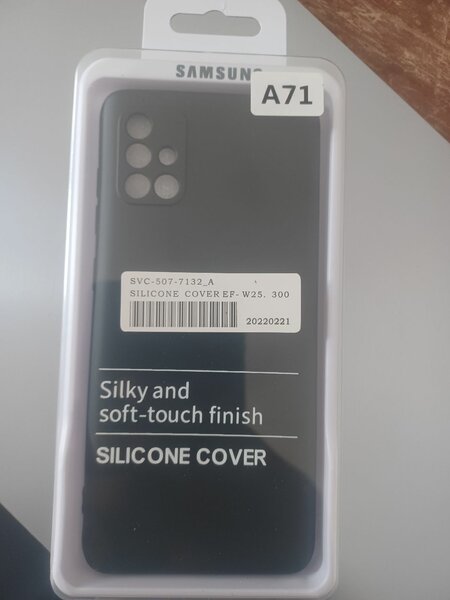 SAMSUNG
A71
SVC-507-7132_A
SILICONE COVER EF- W25. 300
20220221
Silky and
soft-touch finish
SILICONE COVER